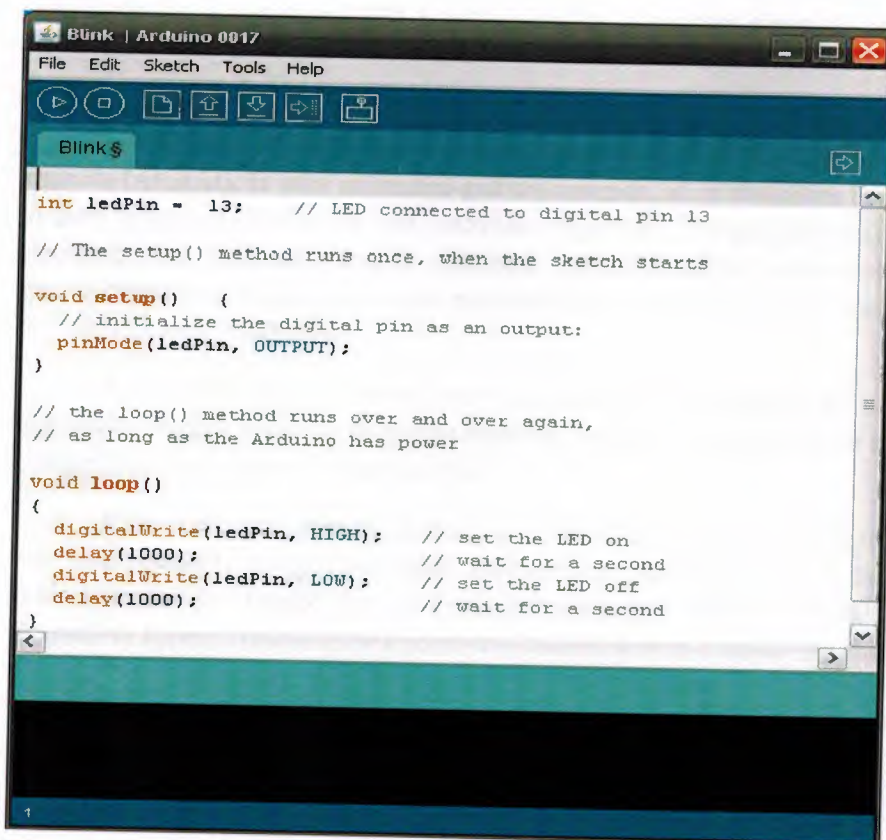 Blink | Arduino 0017
File Edit Sketch Tools Help
Blink §
int ledPin = 13; // LED connected to digital pin 13
// The setup() method runs once, when the sketch starts
void setup() {
// initialize the digital pin as an output:
pinMode(ledPin, OUTPUT);
}
// the loop() method runs over and over again,
// as long as the Arduino has power
void loop()
{
digitalWrite(ledPin, HIGH); // set the LED on
delay(1000); // wait for a second
digitalWrite(ledPin, LOW); // set the LED off
delay(1000); // wait for a second
}
1